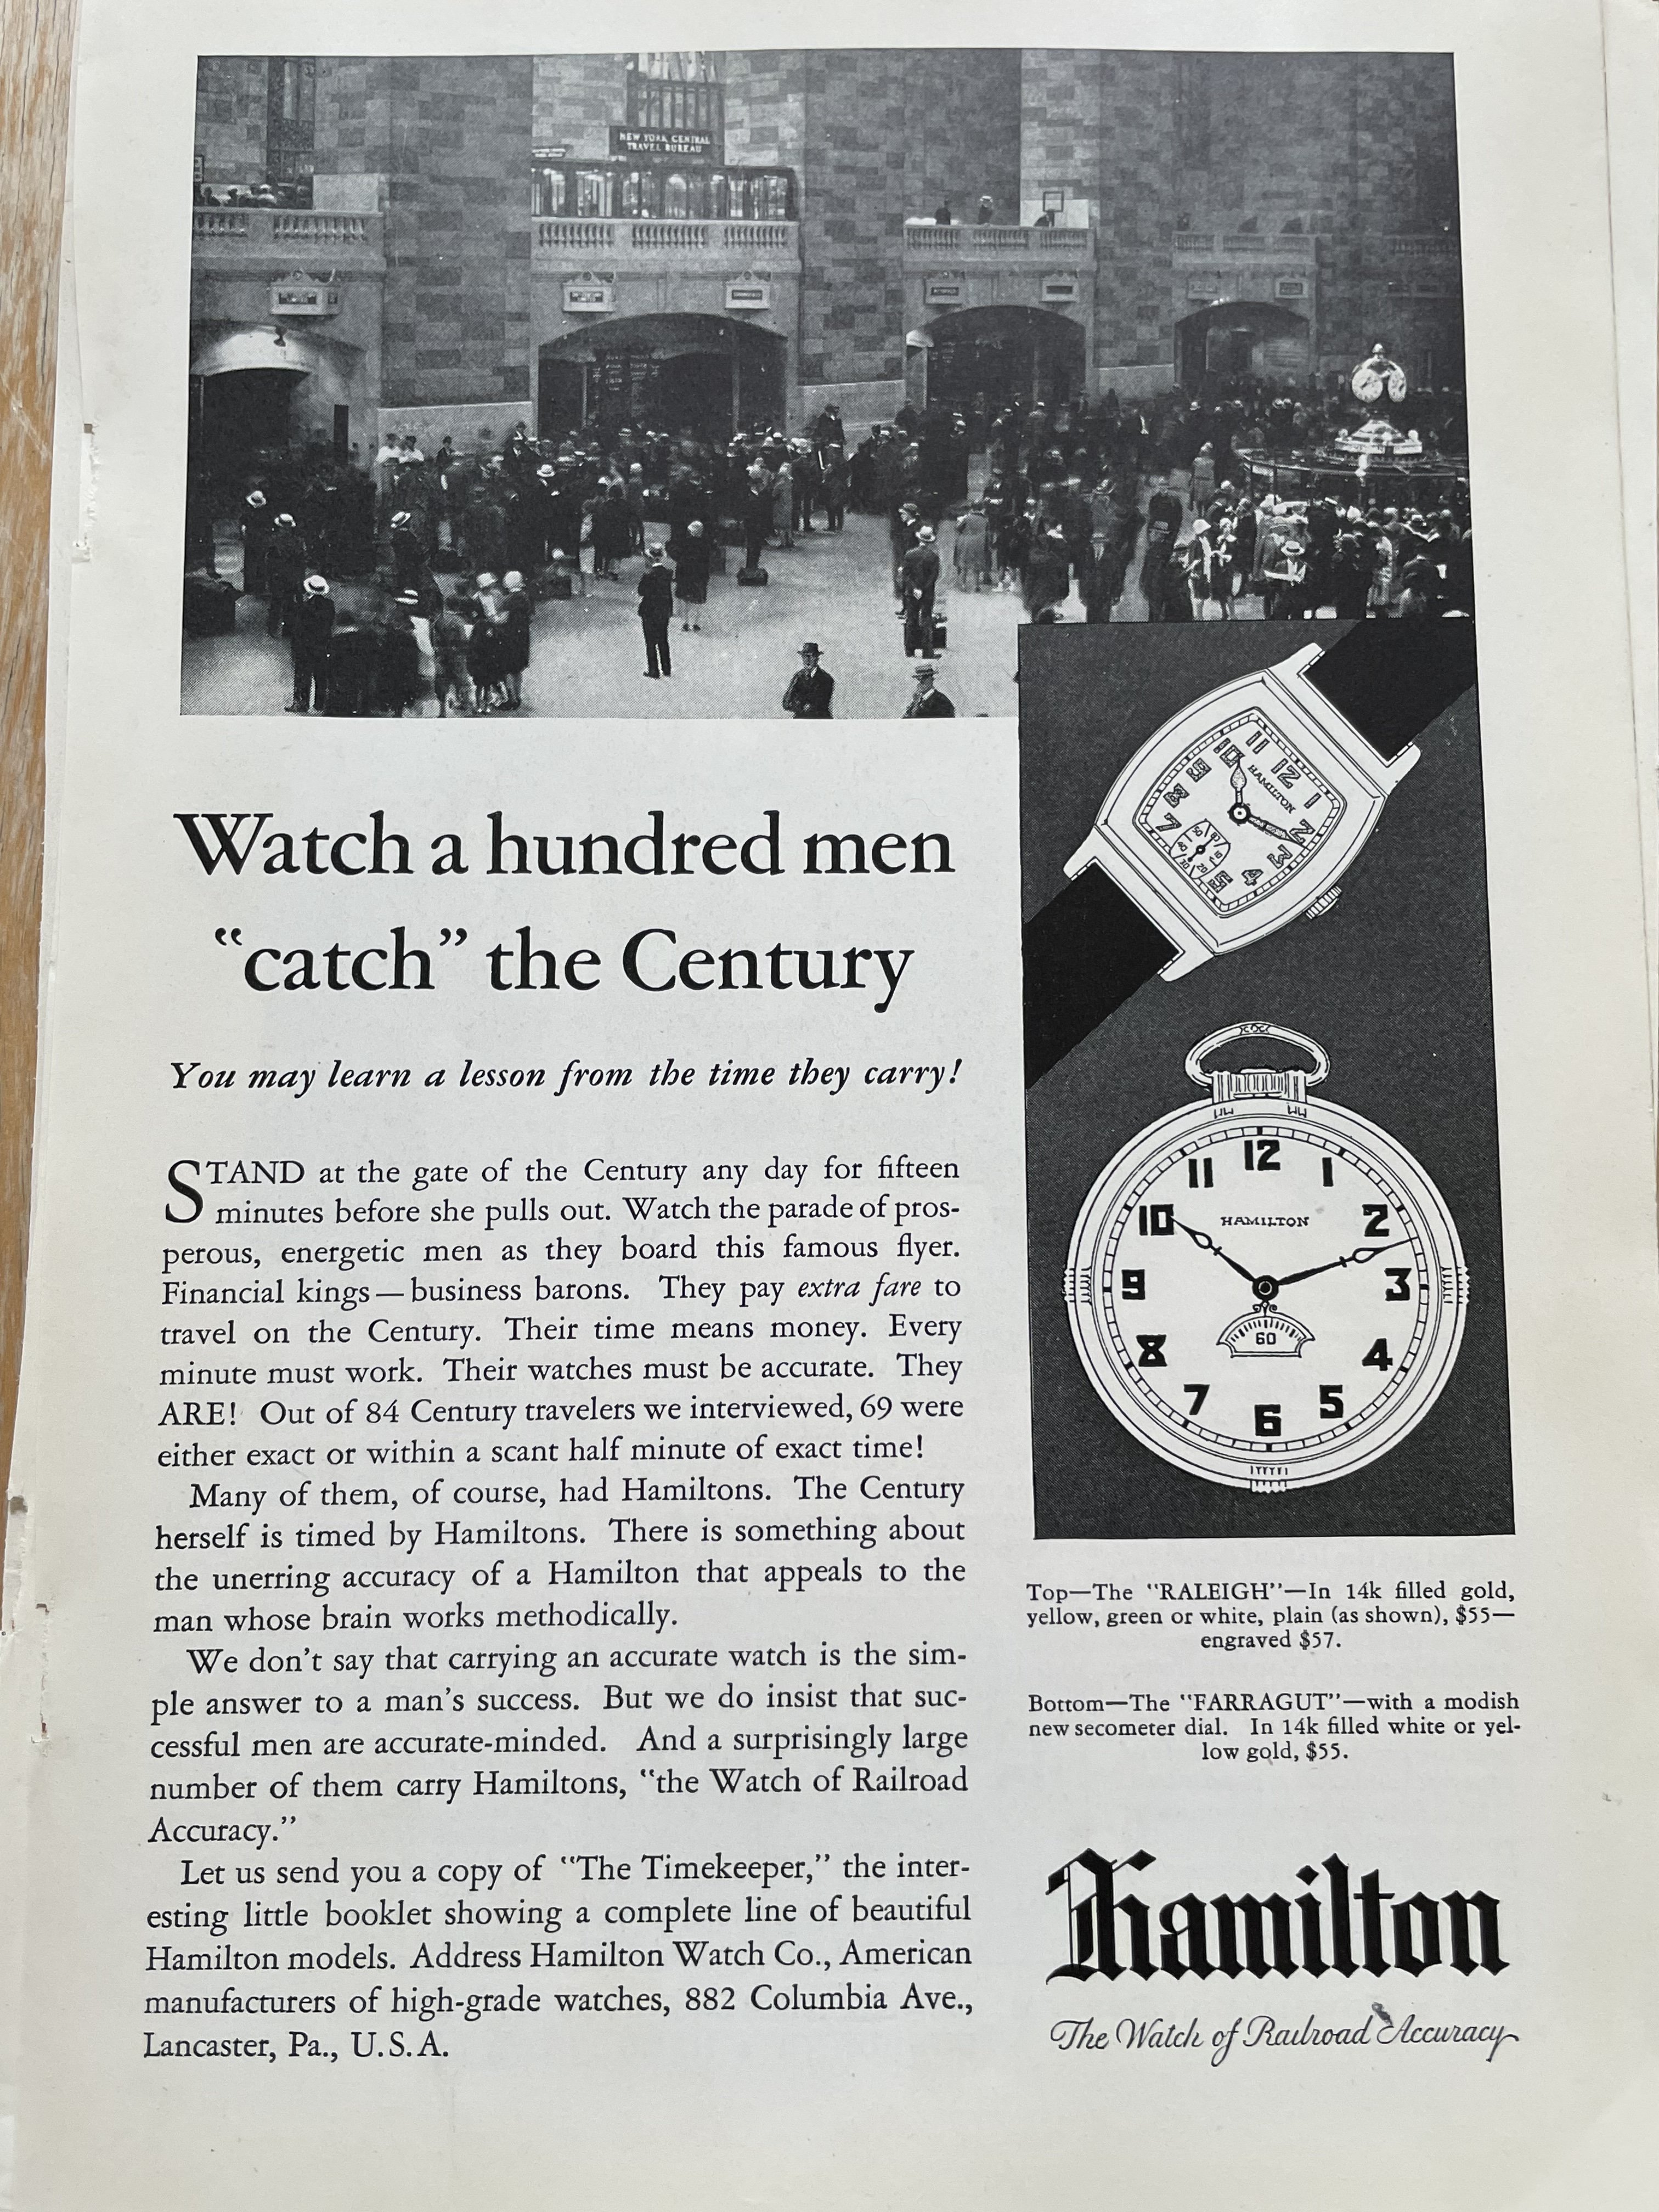 NEW YORK CENTRAL
TRAVEL BUREAU
Watch a hundred men
“catch” the Century
You may learn a lesson from the time they carry!
STAND at the gate of the Century any day for fifteen
minutes before she pulls out. Watch the parade of pros-
perous, energetic men as they board this famous flyer.
Financial kings—business barons. They pay extra fare to
travel on the Century. Their time means money. Every
minute must work. Their watches must be accurate. They
ARE! Out of 84 Century travelers we interviewed, 69 were
either exact or within a scant half minute of exact time!
Many of them, of course, had Hamiltons. The Century
herself is timed by Hamiltons. There is something about
the unerring accuracy of a Hamilton that appeals to the
man whose brain works methodically.
We don’t say that carrying an accurate watch is the sim-
ple answer to a man’s success. But we do insist that suc-
cessful men are accurate-minded. And a surprisingly large
number of them carry Hamiltons, “the Watch of Railroad
Accuracy.”
Let us send you a copy of “The Timekeeper,” the inter-
esting little booklet showing a complete line of beautiful
Hamilton models. Address Hamilton Watch Co., American
manufacturers of high-grade watches, 882 Columbia Ave.,
Lancaster, Pa., U.S.A.
11 12 1 2 3 4 5 7 8 9 10
HAMILTON
12 1 2 3 4 5 6 7 8 9 10 11
HAMILTON
60
Top—The “RALEIGH”—In 14k filled gold,
yellow, green or white, plain (as shown), $55—
engraved $57.
Bottom—The “FARRAGUT”—with a modish
new secometer dial. In 14k filled white or yel-
low gold, $55.
Hamilton
The Watch of Railroad Accuracy